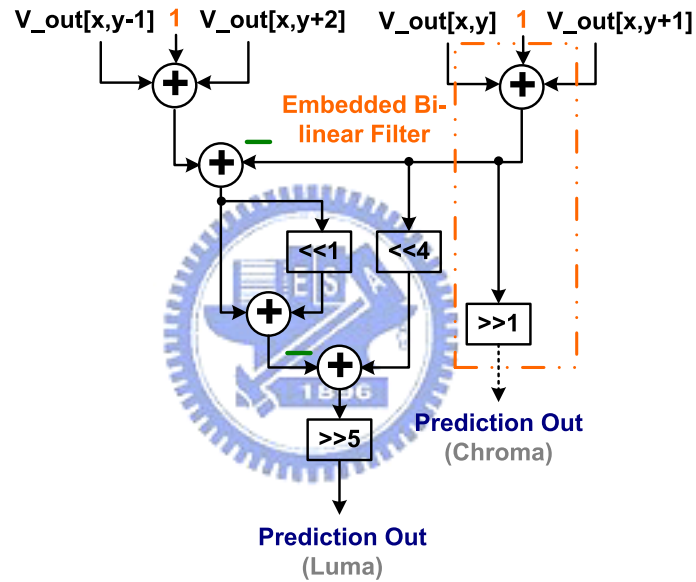 V_out[x,y-1] 1 V_out[x,y+2] V_out[x,y] 1 V_out[x,y+1]
+ +
Embedded Bi-
linear Filter
+
<<1 <<4
+ >>1
+
1896
>>5
Prediction Out
(Chroma)
Prediction Out
(Luma)